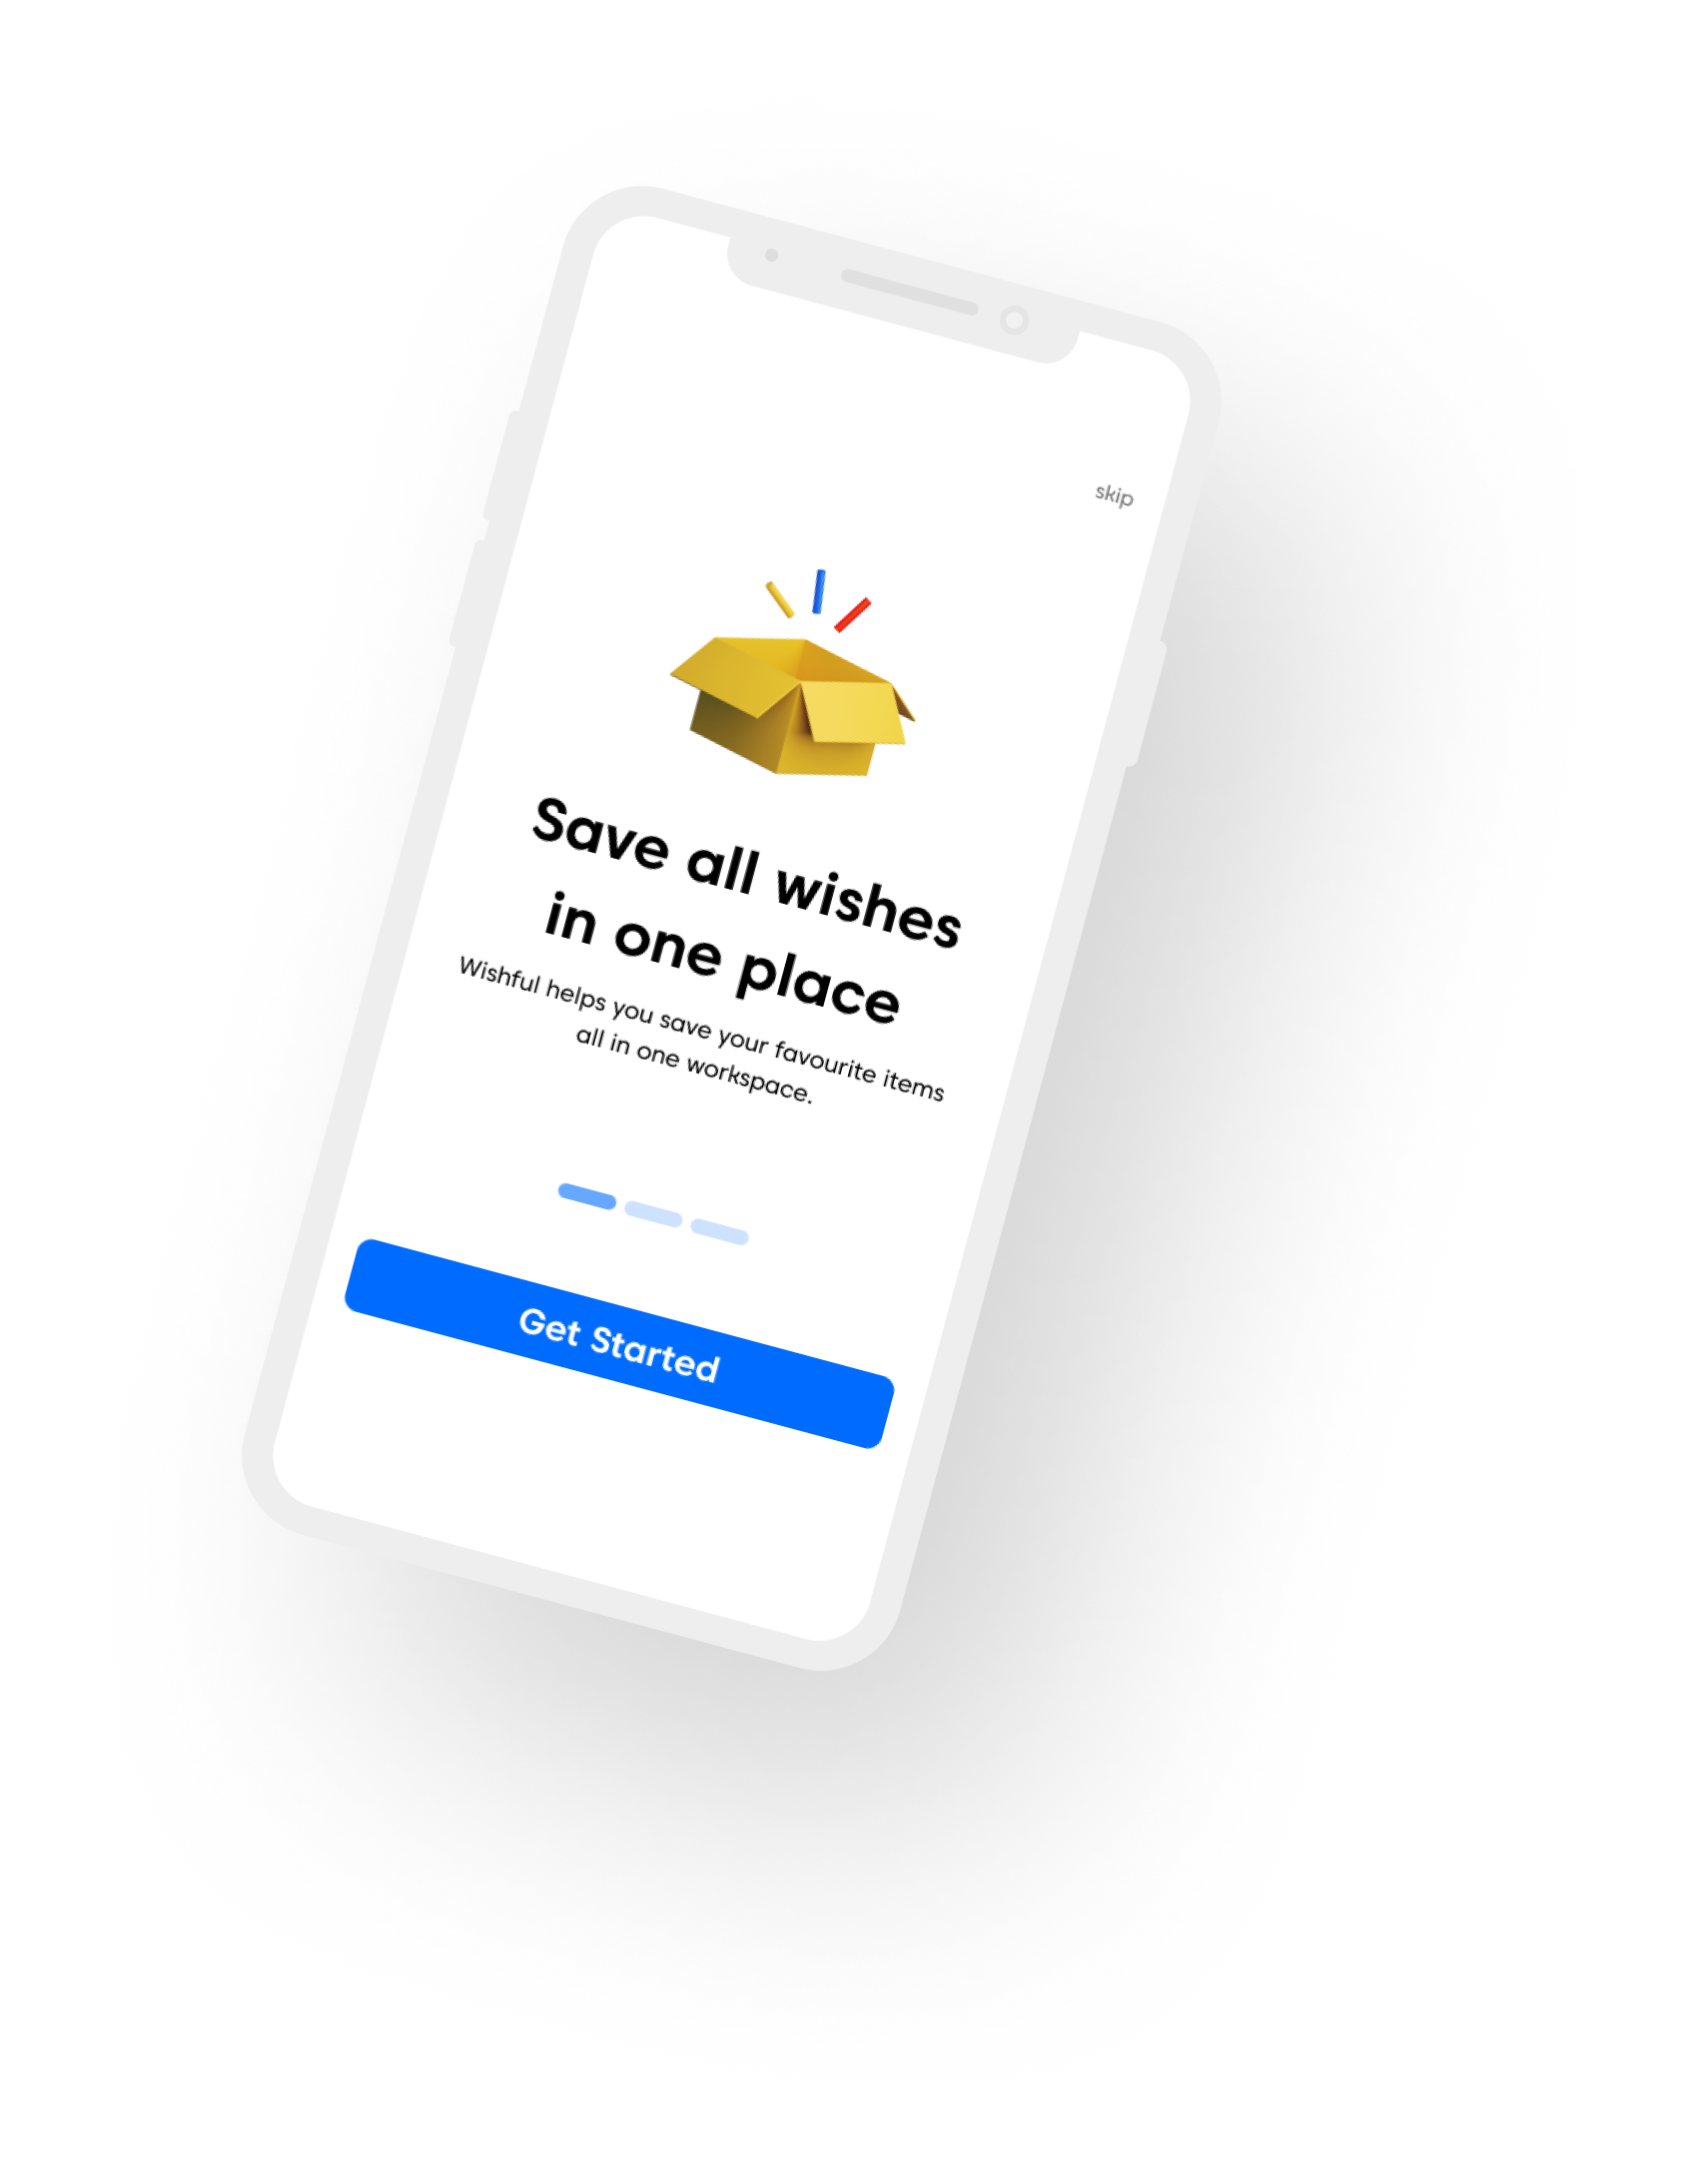 skip
Save all wishes
in one place
Wishful helps you save your favourite items
all in one workspace.
Get Started